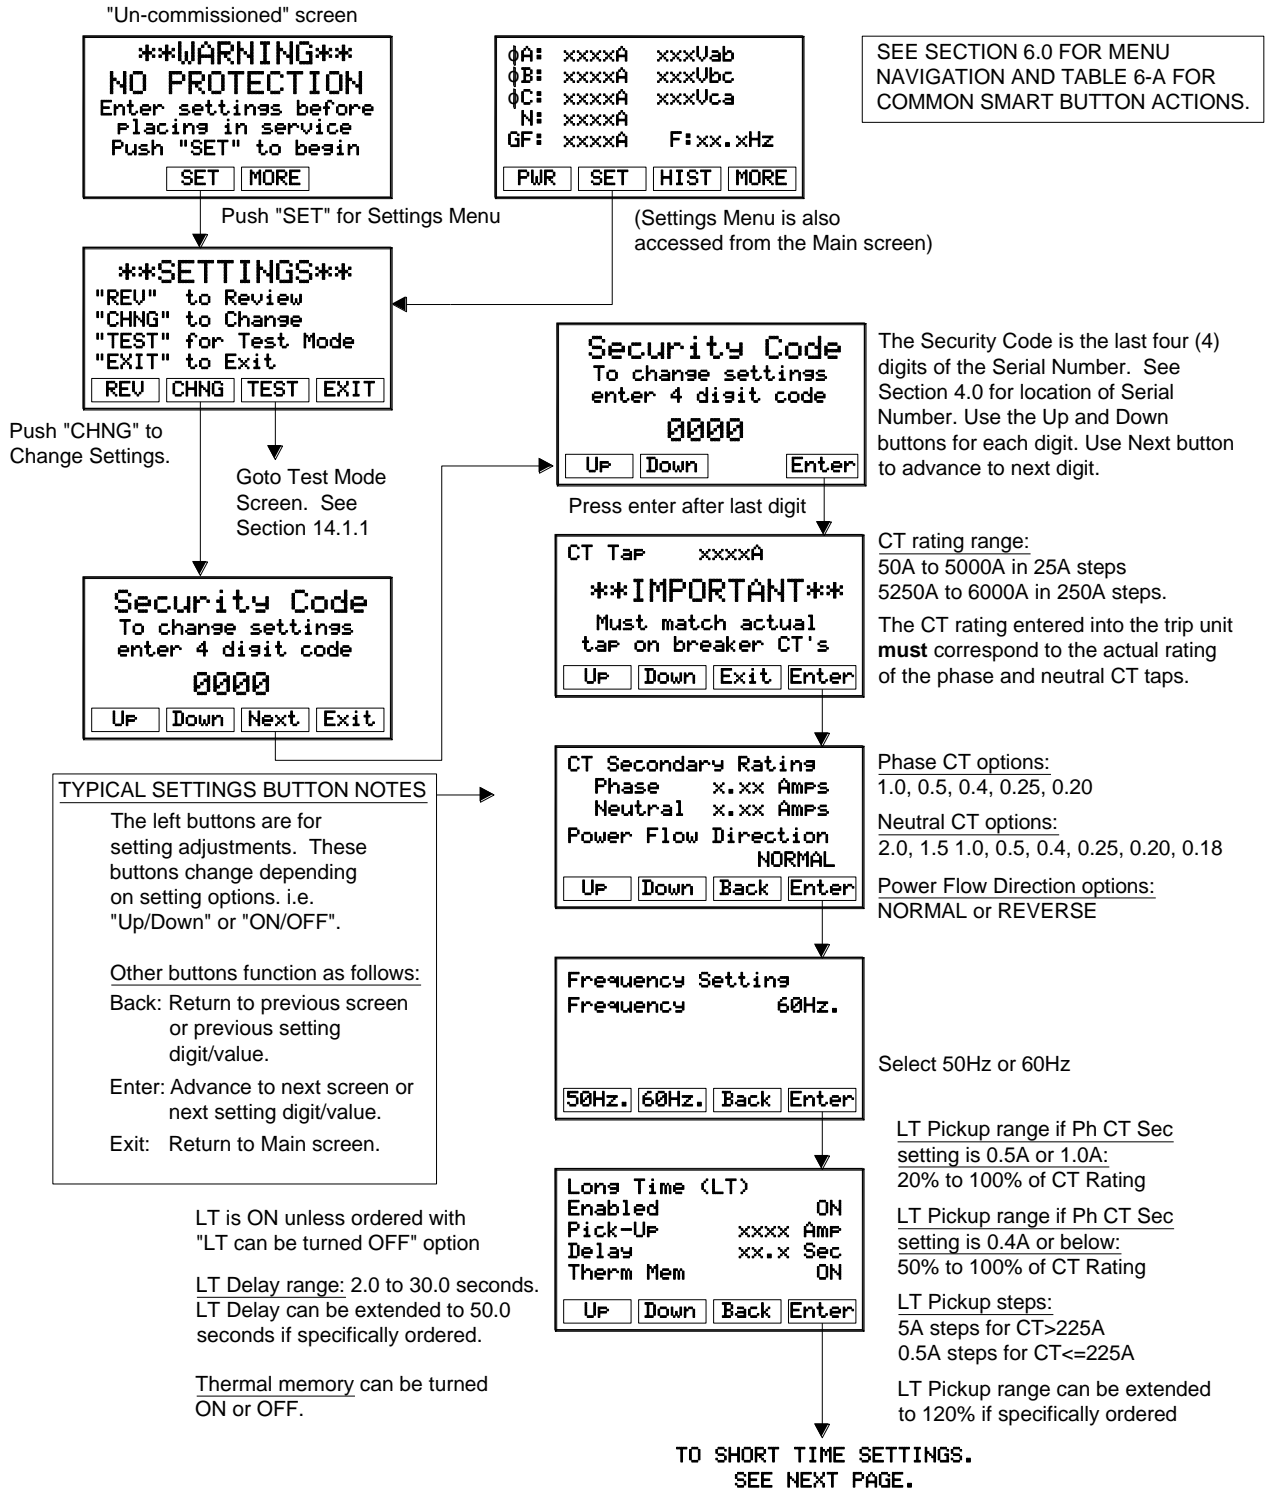 "Un-commissioned" screen
**WARNING**
NO PROTECTION
Enter settings before
placing in service
Push "SET" to begin
SET MORE
ϕA: xxxxA xxxVab
ϕB: xxxxA xxxVbc
ϕC: xxxxA xxxVca
N: xxxxA
GF: xxxxA F:xx.xHz
PWR SET HIST MORE
SEE SECTION 6.0 FOR MENU
NAVIGATION AND TABLE 6-A FOR
COMMON SMART BUTTON ACTIONS.
Push "SET" for Settings Menu
(Settings Menu is also
accessed from the Main screen)
**SETTINGS**
"REV" to Review
"CHNG" to Change
"TEST" for Test Mode
"EXIT" to Exit
REV CHNG TEST EXIT
Push "CHNG" to
Change Settings.
Goto Test Mode
Screen. See
Section 14.1.1
Security Code
To change settings
enter 4 digit code
0000
Up Down Next Exit
Security Code
To change settings
enter 4 digit code
0000
Up Down Enter
The Security Code is the last four (4)
digits of the Serial Number. See
Section 4.0 for location of Serial
Number. Use the Up and Down
buttons for each digit. Use Next button
to advance to next digit.
Press enter after last digit
CT Tap xxxxA
**IMPORTANT**
Must match actual
tap on breaker CT's
Up Down Exit Enter
CT rating range:
50A to 5000A in 25A steps
5250A to 6000A in 250A steps.
The CT rating entered into the trip unit
must correspond to the actual rating
of the phase and neutral CT taps.
TYPICAL SETTINGS BUTTON NOTES
The left buttons are for
setting adjustments. These
buttons change depending
on setting options. i.e.
"Up/Down" or "ON/OFF".
Other buttons function as follows:
Back: Return to previous screen
or previous setting
digit/value.
Enter: Advance to next screen or
next setting digit/value.
Exit: Return to Main screen.
CT Secondary Rating
Phase x.xx Amps
Neutral x.xx Amps
Power Flow Direction
NORMAL
Up Down Back Enter
Phase CT options:
1.0, 0.5, 0.4, 0.25, 0.20
Neutral CT options:
2.0, 1.5 1.0, 0.5, 0.4, 0.25, 0.20, 0.18
Power Flow Direction options:
NORMAL or REVERSE
Frequency Setting
Frequency 60Hz.
50Hz. 60Hz. Back Enter
Select 50Hz or 60Hz
Long Time (LT)
Enabled ON
Pick-Up xxxx Amp
Delay xx.x Sec
Therm Mem ON
Up Down Back Enter
LT is ON unless ordered with
"LT can be turned OFF" option
LT Delay range: 2.0 to 30.0 seconds.
LT Delay can be extended to 50.0
seconds if specifically ordered.
Thermal memory can be turned
ON or OFF.
LT Pickup range if Ph CT Sec
setting is 0.5A or 1.0A:
20% to 100% of CT Rating
LT Pickup range if Ph CT Sec
setting is 0.4A or below:
50% to 100% of CT Rating
LT Pickup steps:
5A steps for CT>225A
0.5A steps for CT<=225A
LT Pickup range can be extended
to 120% if specifically ordered
TO SHORT TIME SETTINGS.
SEE NEXT PAGE.